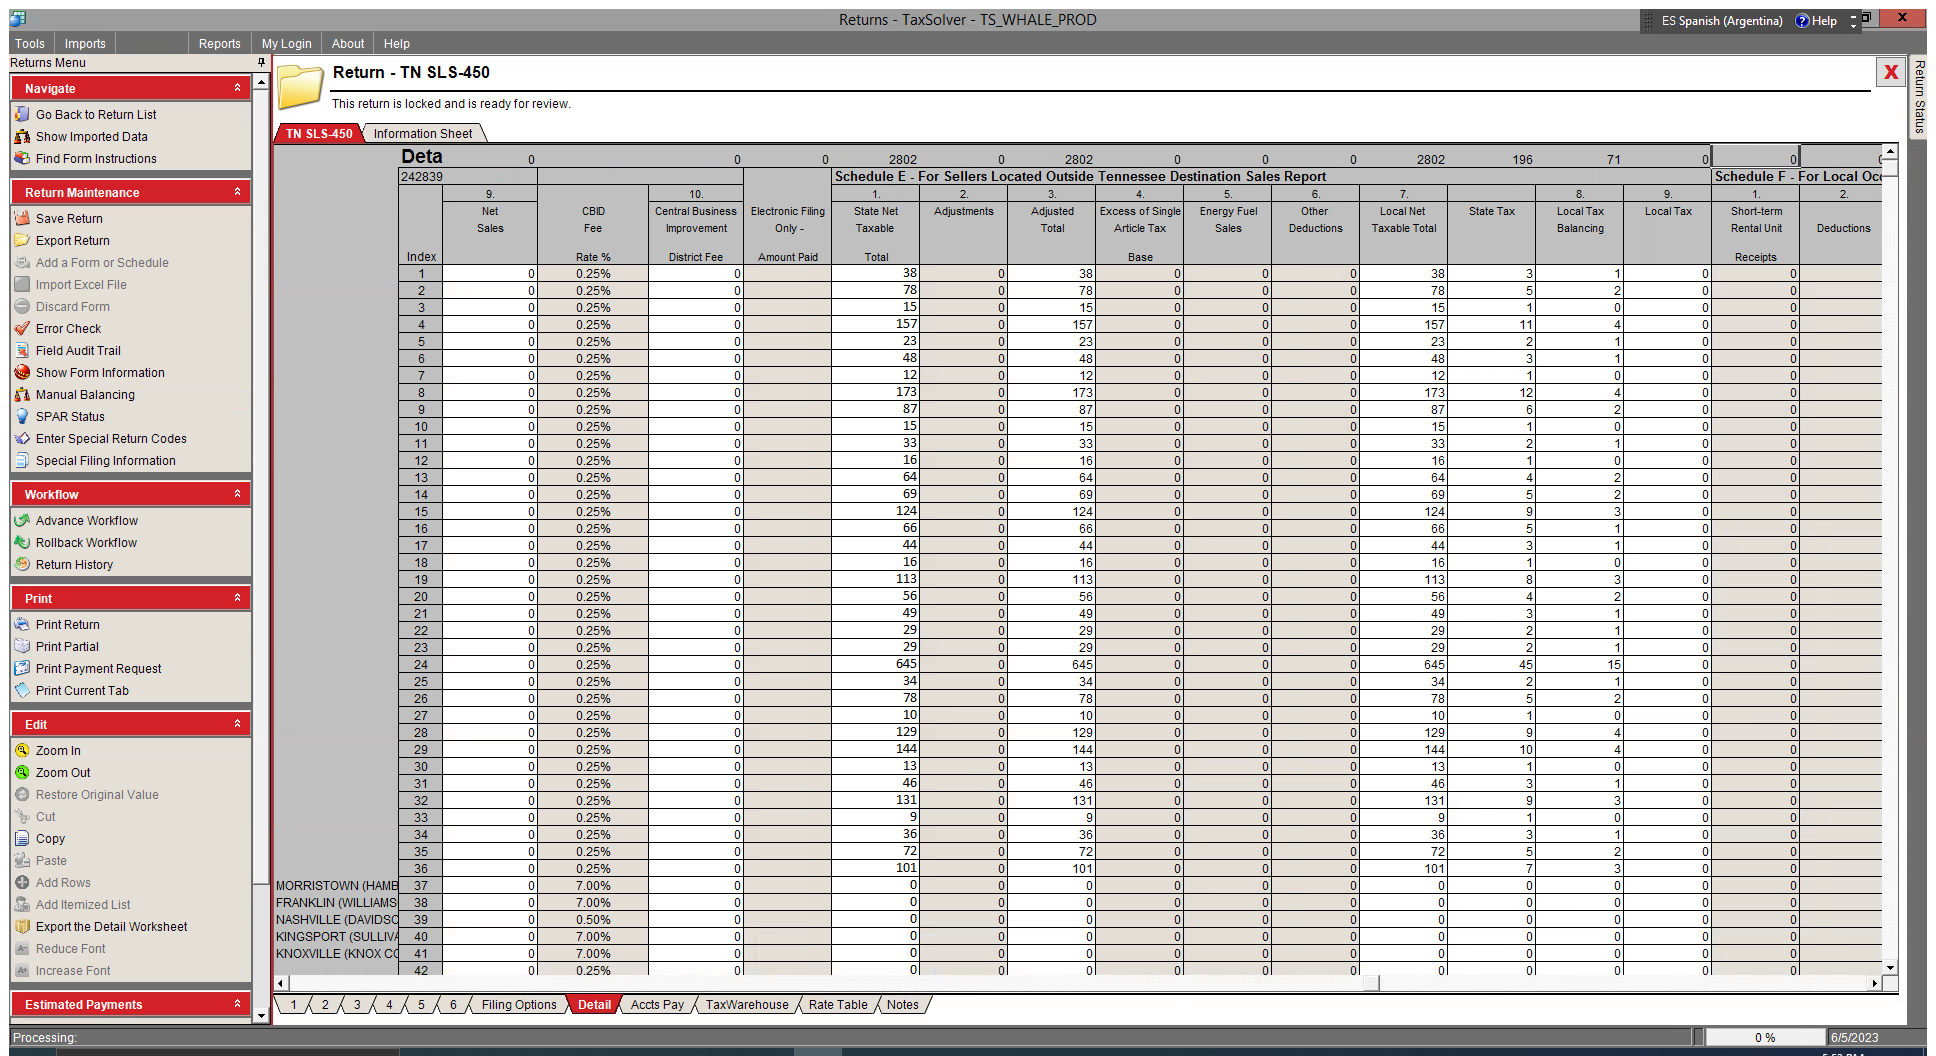 Returns - TaxSolver - TS_WHALE_PROD
ES Spanish (Argentina) Help
Tools Imports Reports My Login About Help
Returns Menu
Navigate
Go Back to Return List
Show Imported Data
Find Form Instructions
Return Maintenance
Save Return
Export Return
Add a Form or Schedule
Import Excel File
Discard Form
Error Check
Field Audit Trail
Show Form Information
Manual Balancing
SPAR Status
Enter Special Return Codes
Special Filing Information
Workflow
Advance Workflow
Rollback Workflow
Return History
Print
Print Return
Print Partial
Print Payment Request
Print Current Tab
Edit
Zoom In
Zoom Out
Restore Original Value
Cut
Copy
Paste
Add Rows
Add Itemized List
Export the Detail Worksheet
Reduce Font
Increase Font
Estimated Payments
Return - TN SLS-450
This return is locked and is ready for review.
Return Status
TN SLS-450 Information Sheet
Deta 0 0 0 2802 0 2802 0 0 0 2802 196 71 0 0 0
242839 Schedule E - For Sellers Located Outside Tennessee Destination Sales Report Schedule F - For Local Occ
9. 10. 1. 2. 3. 4. 5. 6. 7. 8. 9. 1. 2.
Net CBID Central Business Electronic Filing State Net Adjustments Adjusted Excess of Single Energy Fuel Other Local Net State Tax Local Tax Local Tax Short-term
Sales Fee Improvement Only - Taxable Total Article Tax Sales Deductions Taxable Total Balancing Rental Unit Deductions
Index Rate % District Fee Amount Paid Total Base Receipts
1 0 0.25% 0 38 0 38 0 0 0 38 3 1 0 0
2 0 0.25% 0 78 0 78 0 0 0 78 5 2 0 0
3 0 0.25% 0 15 0 15 0 0 0 15 1 0 0 0
4 0 0.25% 0 157 0 157 0 0 0 157 11 4 0 0
5 0 0.25% 0 23 0 23 0 0 0 23 2 1 0 0
6 0 0.25% 0 48 0 48 0 0 0 48 3 1 0 0
7 0 0.25% 0 12 0 12 0 0 0 12 1 0 0 0
8 0 0.25% 0 173 0 173 0 0 0 173 12 4 0 0
9 0 0.25% 0 87 0 87 0 0 0 87 6 2 0 0
10 0 0.25% 0 15 0 15 0 0 0 15 1 0 0 0
11 0 0.25% 0 33 0 33 0 0 0 33 2 1 0 0
12 0 0.25% 0 16 0 16 0 0 0 16 1 0 0 0
13 0 0.25% 0 64 0 64 0 0 0 64 4 2 0 0
14 0 0.25% 0 69 0 69 0 0 0 69 5 2 0 0
15 0 0.25% 0 124 0 124 0 0 0 124 9 3 0 0
16 0 0.25% 0 66 0 66 0 0 0 66 5 1 0 0
17 0 0.25% 0 44 0 44 0 0 0 44 3 1 0 0
18 0 0.25% 0 16 0 16 0 0 0 16 1 0 0 0
19 0 0.25% 0 113 0 113 0 0 0 113 8 3 0 0
20 0 0.25% 0 56 0 56 0 0 0 56 4 2 0 0
21 0 0.25% 0 49 0 49 0 0 0 49 3 1 0 0
22 0 0.25% 0 29 0 29 0 0 0 29 2 1 0 0
23 0 0.25% 0 29 0 29 0 0 0 29 2 1 0 0
24 0 0.25% 0 645 0 645 0 0 0 645 45 15 0 0
25 0 0.25% 0 34 0 34 0 0 0 34 2 1 0 0
26 0 0.25% 0 78 0 78 0 0 0 78 5 2 0 0
27 0 0.25% 0 10 0 10 0 0 0 10 1 0 0 0
28 0 0.25% 0 129 0 129 0 0 0 129 9 4 0 0
29 0 0.25% 0 144 0 144 0 0 0 144 10 4 0 0
30 0 0.25% 0 13 0 13 0 0 0 13 1 0 0 0
31 0 0.25% 0 46 0 46 0 0 0 46 3 1 0 0
32 0 0.25% 0 131 0 131 0 0 0 131 9 3 0 0
33 0 0.25% 0 9 0 9 0 0 0 9 1 0 0 0
34 0 0.25% 0 36 0 36 0 0 0 36 3 1 0 0
35 0 0.25% 0 72 0 72 0 0 0 72 5 2 0 0
36 0 0.25% 0 101 0 101 0 0 0 101 7 3 0 0
MORRISTOWN (HAMB 37 0 7.00% 0 0 0 0 0 0 0 0 0 0 0 0
FRANKLIN (WILLIAMS 38 0 7.00% 0 0 0 0 0 0 0 0 0 0 0 0
NASHVILLE (DAVIDSO 39 0 0.50% 0 0 0 0 0 0 0 0 0 0 0 0
KINGSPORT (SULLIVA 40 0 7.00% 0 0 0 0 0 0 0 0 0 0 0 0
KNOXVILLE (KNOX CO 41 0 7.00% 0 0 0 0 0 0 0 0 0 0 0 0
42 0 0.25% 0 0 0 0 0 0 0 0 0 0 0 0
1 2 3 4 5 6 Filing Options Detail Accts Pay TaxWarehouse Rate Table Notes
Processing: 0 % 6/5/2023